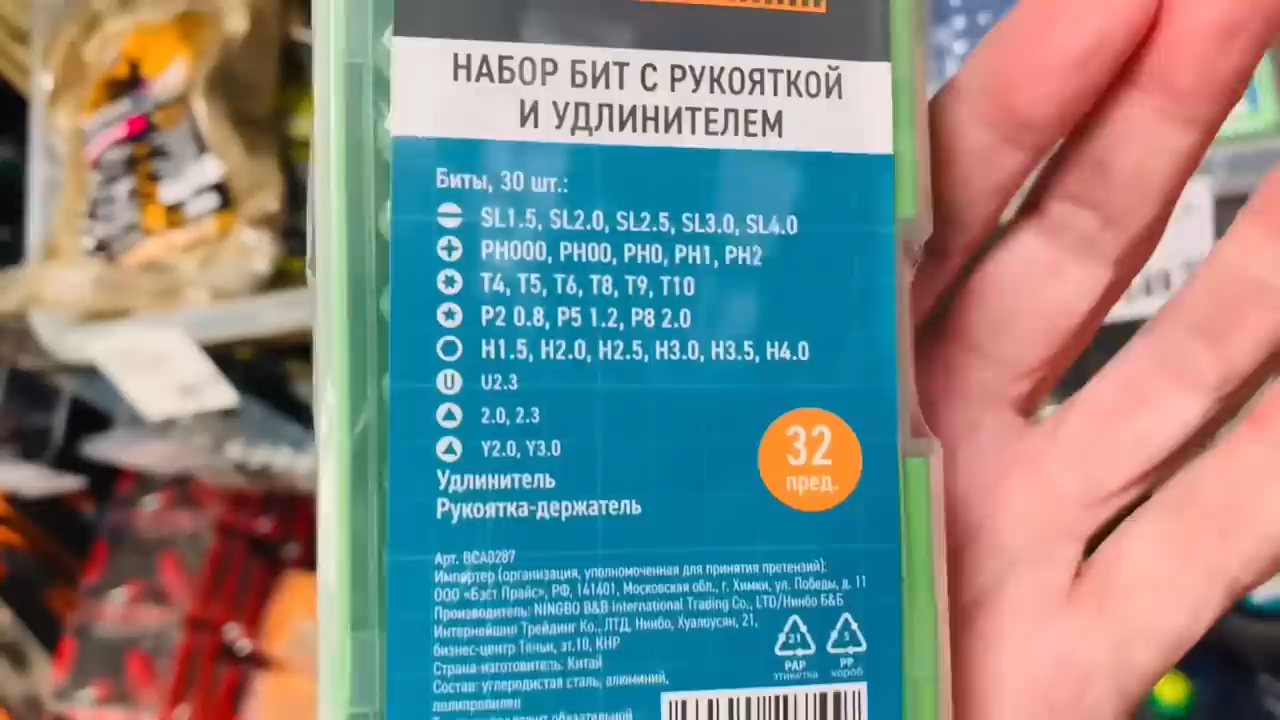 НАБОР БИТ С РУКОЯТКОЙ
И УДЛИНИТЕЛЕМ
Биты, 30 шт.:
SL1.5, SL2.0, SL2.5, SL3.0, SL4.0
PH000, PH00, PH0, PH1, PH2
T4, T5, T6, T8, T9, T10
P2 0.8, P5 1.2, P8 2.0
H1.5, H2.0, H2.5, H3.0, H3.5, H4.0
U U2.3
2.0, 2.3
Y2.0, Y3.0
Удлинитель
Рукоятка-держатель
32
пред.
Арт. BCA0287
Импортер (организация, уполномоченная для принятия претензий):
ООО «Бэст Прайс», РФ, 141401, Московская обл., г. Химки, ул. Победы, д. 11
Производитель: NINGBO B&B International Trading Co., LTD/Нинбо Б&Б
Интернейшнл Трейдинг Ко., ЛТД, Нинбо, Хуалоусян, 21,
бизнес-центр Тяньи, эт.10, КНР
Страна-изготовитель: Китай
Состав: углеродистая сталь, алюминий,
полипропилен
21
PAP
этикетка
5
PP
короб